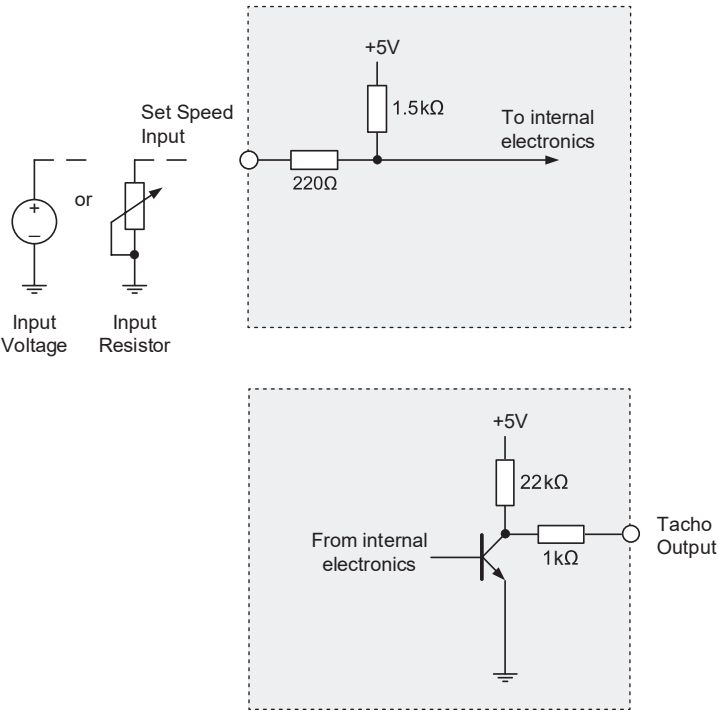 +5V
1.5kΩ
Set Speed
Input
To internal
electronics
220Ω
or
+
–
Input
Voltage
Input
Resistor
+5V
22kΩ
From internal
electronics
1kΩ
Tacho
Output